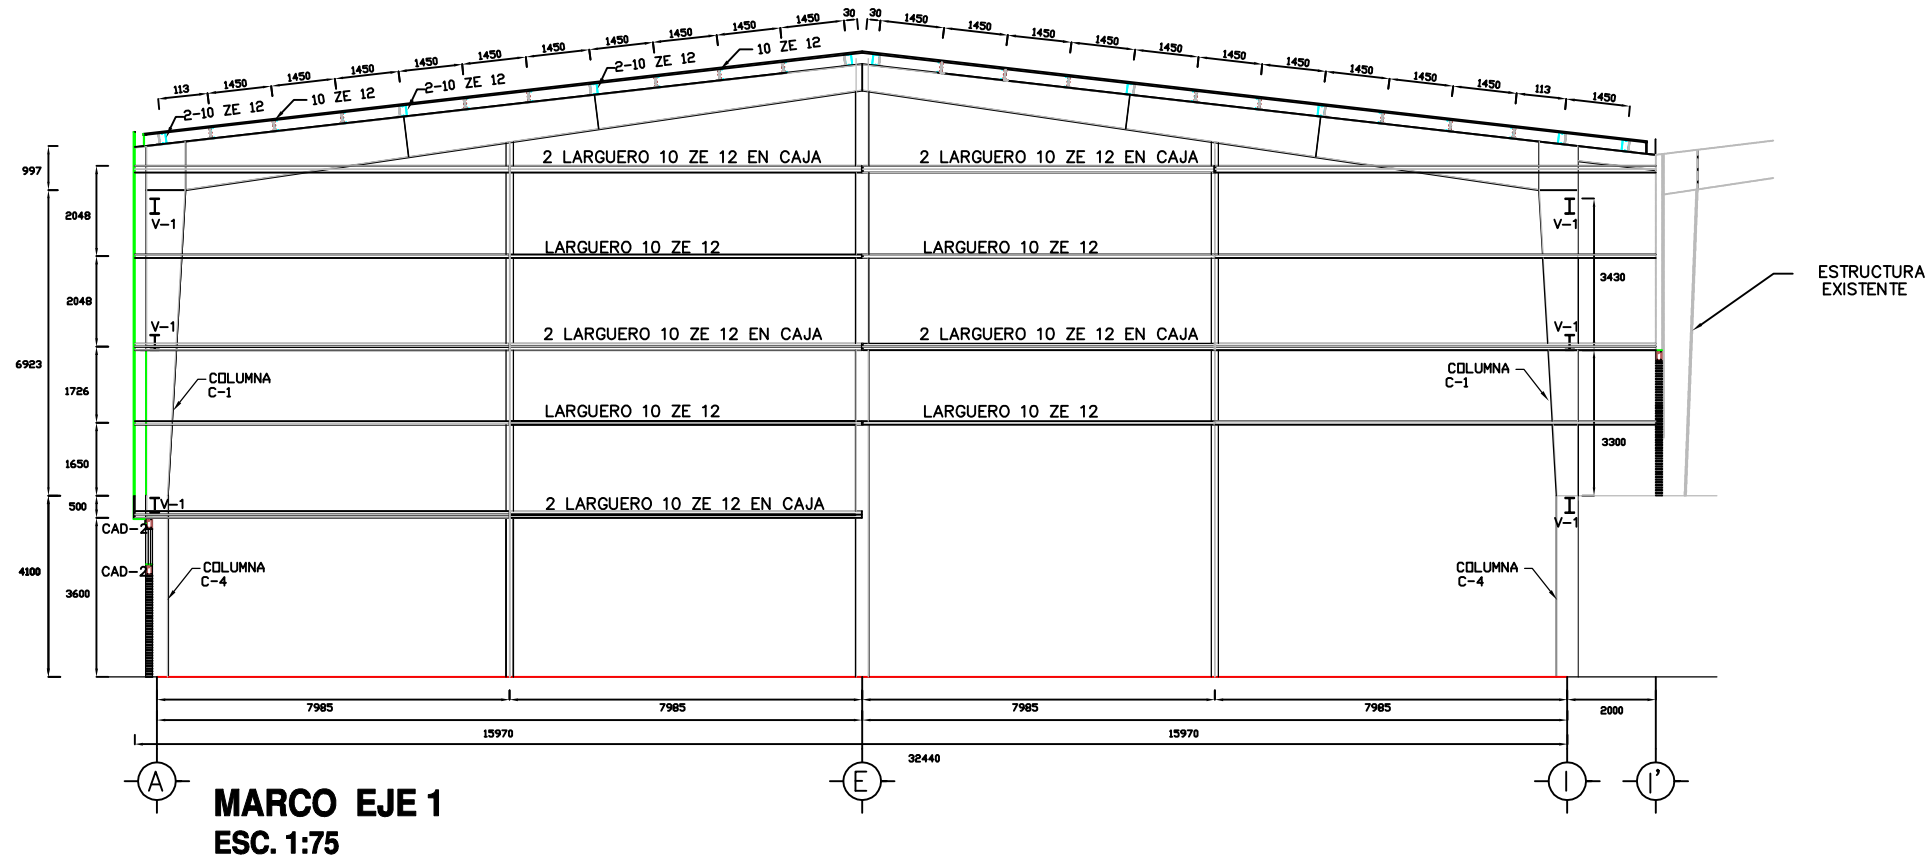 30 30
1450 1450 1450 1450 1450 1450 1450 1450 1450 1450
1450 1450 1450 1450 1450 1450 1450 1450 1450
113 113 1450
10 ZE 12
2-10 ZE 12
2-10 ZE 12
10 ZE 12
2-10 ZE 12
2 LARGUERO 10 ZE 12 EN CAJA 2 LARGUERO 10 ZE 12 EN CAJA
997
2048
V-1 V-1
LARGUERO 10 ZE 12 LARGUERO 10 ZE 12
3430
ESTRUCTURA
EXISTENTE
2048
V-1 V-1
2 LARGUERO 10 ZE 12 EN CAJA 2 LARGUERO 10 ZE 12 EN CAJA
6923
COLUMNA
C-1
COLUMNA
C-1
1726
LARGUERO 10 ZE 12 LARGUERO 10 ZE 12
3300
1650
500
V-1
2 LARGUERO 10 ZE 12 EN CAJA
V-1
CAD-2
CAD-2
4100
COLUMNA
C-4
COLUMNA
C-4
3600
7985 7985 7985 7985 2000
15970 15970
32440
A E I I'
MARCO EJE 1
ESC. 1:75